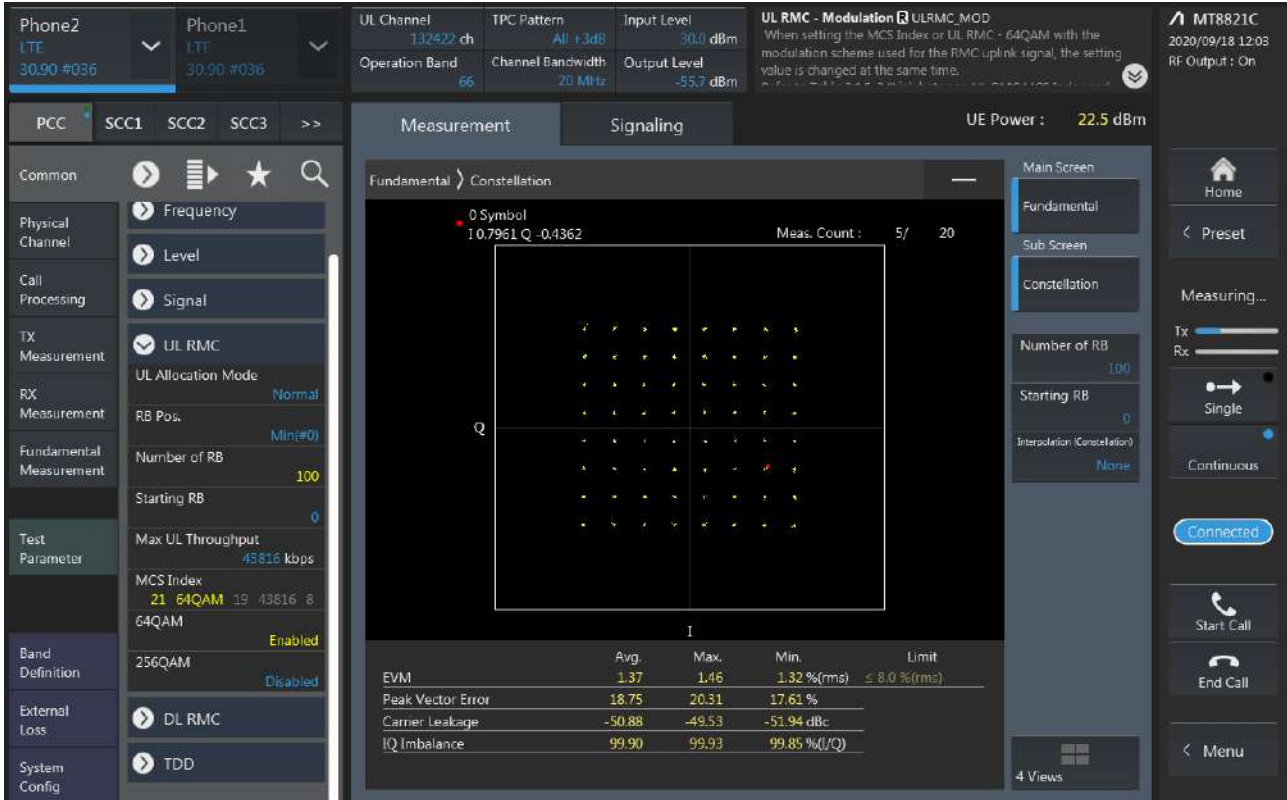 Phone2
LTE
30.90 #036
Phone1
LTE
30.90 #036
UL Channel
132422 ch
TPC Pattern
All +3dB
Input Level
30.0 dBm
Operation Band
66
Channel Bandwidth
20 MHz
Output Level
-55.7 dBm
UL RMC - Modulation R ULRMC_MOD
When setting the MCS Index or UL RMC - 64QAM with the
modulation scheme used for the RMC uplink signal, the setting
value is changed at the same time.
MT8821C
2020/09/18 12:03
RF Output : On
PCC SCC1 SCC2 SCC3 >>
Measurement
Signaling
UE Power : 22.5 dBm
Common
Physical
Channel
Call
Processing
TX
Measurement
RX
Measurement
Fundamental
Measurement
Test
Parameter
Band
Definition
External
Loss
System
Config
Frequency
Level
Signal
UL RMC
UL Allocation Mode
Normal
RB Pos.
Min(#0)
Number of RB
100
Starting RB
0
Max UL Throughput
43816 kbps
MCS Index
21 64QAM 19 43816 8
64QAM
Enabled
256QAM
Disabled
DL RMC
TDD
Fundamental > Constellation
0 Symbol
I 0.7961 Q -0.4362
Meas. Count : 5/ 20
Q
I
Avg. Max. Min. Limit
EVM 1.37 1.46 1.32 %(rms) ≤ 8.0 %(rms)
Peak Vector Error 18.75 20.31 17.61 %
Carrier Leakage -50.88 -49.53 -51.94 dBc
IQ Imbalance 99.90 99.93 99.85 %(I/Q)
Main Screen
Fundamental
Sub Screen
Constellation
Number of RB
100
Starting RB
0
Interpolation (Constellation)
None
4 Views
Home
< Preset
Measuring...
Tx
Rx
Single
Continuous
Connected
Start Call
End Call
< Menu